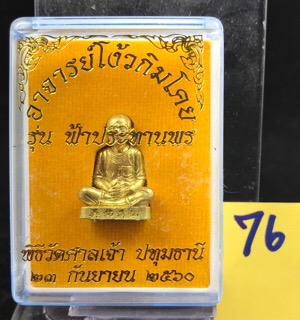 อาจารย์โง้วกิมโคย
รุ่น ฟ้าประทานพร
พิธีวัดศาลเจ้า ปทุมธานี
๒๓ กันยายน ๒๕๖๐
76